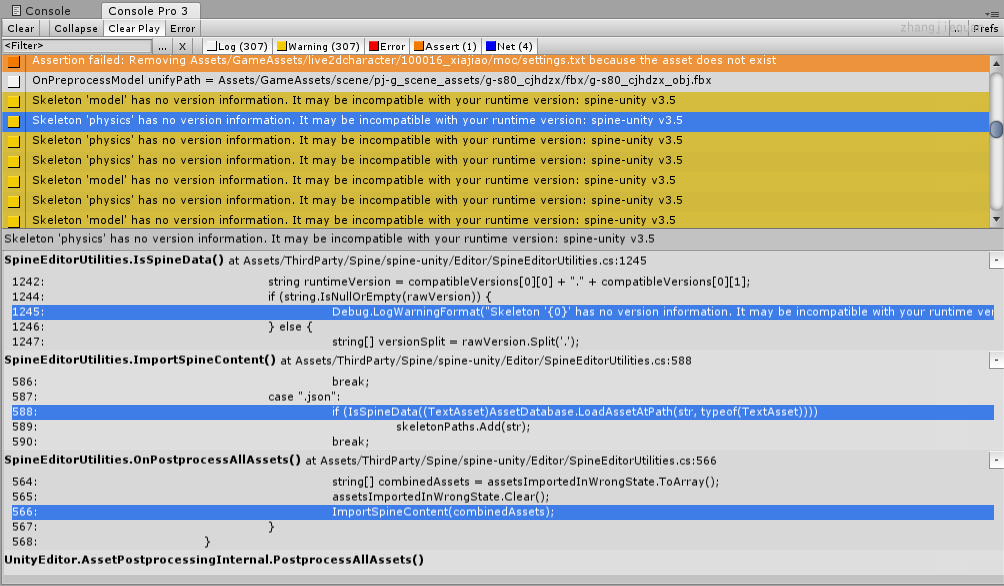 Console
Console Pro 3
Clear
Collapse
Clear Play
Error
Prefs
<Filter>
...
X
Log (307)
Warning (307)
Error
Assert (1)
Net (4)
Assertion failed: Removing Assets/GameAssets/live2dcharacter/100016_xiajiao/moc/settings.txt because the asset does not exist
OnPreprocessModel unifyPath = Assets/GameAssets/scene/pj-g_scene_assets/g-s80_cjhdzx/fbx/g-s80_cjhdzx_obj.fbx
Skeleton 'model' has no version information. It may be incompatible with your runtime version: spine-unity v3.5
Skeleton 'physics' has no version information. It may be incompatible with your runtime version: spine-unity v3.5
Skeleton 'physics' has no version information. It may be incompatible with your runtime version: spine-unity v3.5
Skeleton 'physics' has no version information. It may be incompatible with your runtime version: spine-unity v3.5
Skeleton 'model' has no version information. It may be incompatible with your runtime version: spine-unity v3.5
Skeleton 'physics' has no version information. It may be incompatible with your runtime version: spine-unity v3.5
Skeleton 'model' has no version information. It may be incompatible with your runtime version: spine-unity v3.5
Skeleton 'physics' has no version information. It may be incompatible with your runtime version: spine-unity v3.5
SpineEditorUtilities.IsSpineData() at Assets/ThirdParty/Spine/spine-unity/Editor/SpineEditorUtilities.cs:1245
1242: string runtimeVersion = compatibleVersions[0][0] + "." + compatibleVersions[0][1];
1244: if (string.IsNullOrEmpty(rawVersion)) {
1245: Debug.LogWarningFormat("Skeleton '{0}' has no version information. It may be incompatible with your runtime ver
1246: } else {
1247: string[] versionSplit = rawVersion.Split('.');
SpineEditorUtilities.ImportSpineContent() at Assets/ThirdParty/Spine/spine-unity/Editor/SpineEditorUtilities.cs:588
586: break;
587: case ".json":
588: if (IsSpineData((TextAsset)AssetDatabase.LoadAssetAtPath(str, typeof(TextAsset))))
589: skeletonPaths.Add(str);
590: break;
SpineEditorUtilities.OnPostprocessAllAssets() at Assets/ThirdParty/Spine/spine-unity/Editor/SpineEditorUtilities.cs:566
564: string[] combinedAssets = assetsImportedInWrongState.ToArray();
565: assetsImportedInWrongState.Clear();
566: ImportSpineContent(combinedAssets);
567: }
568: }
UnityEditor.AssetPostprocessingInternal.PostprocessAllAssets()